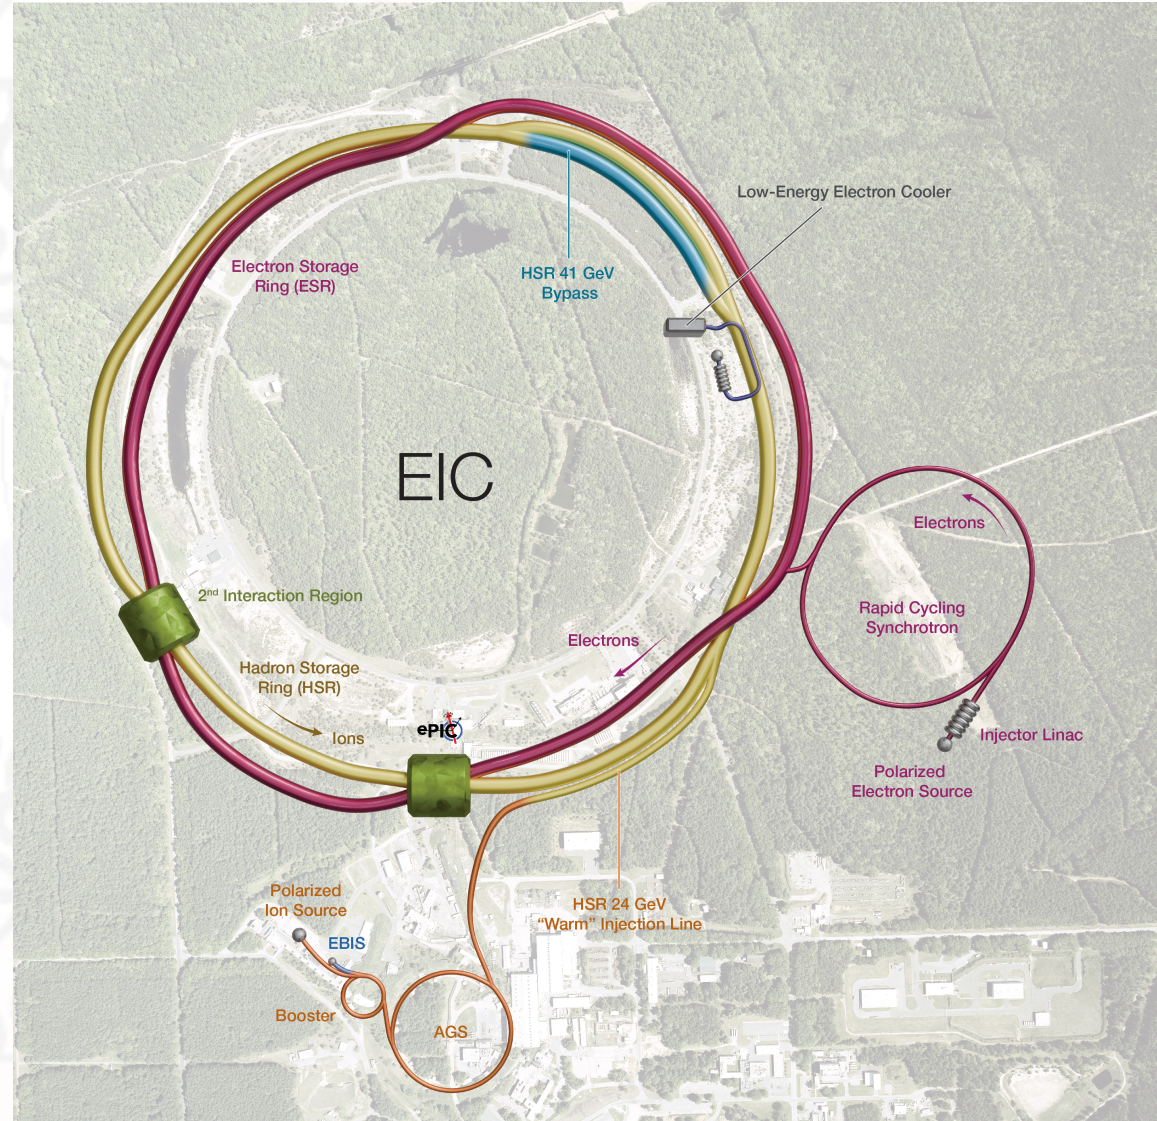 Low-Energy Electron Cooler
Electron Storage
Ring (ESR)
HSR 41 GeV
Bypass
EIC
Electrons
2nd Interaction Region
Rapid Cycling
Synchrotron
Electrons
Hadron Storage
Ring (HSR)
Ions
ePIC
Injector Linac
Polarized
Electron Source
Polarized
Ion Source
HSR 24 GeV
“Warm” Injection Line
EBIS
Booster
AGS